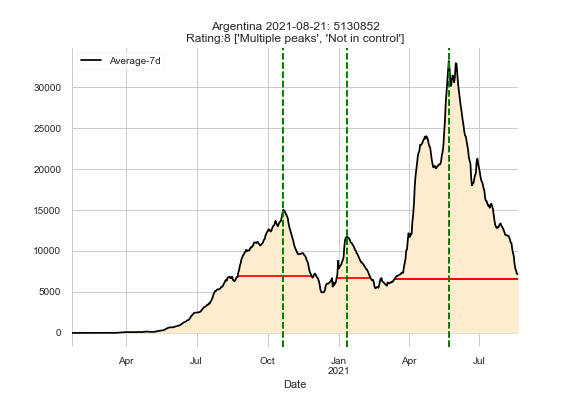 Argentina 2021-08-21: 5130852
Rating:8 ['Multiple peaks', 'Not in control']
Average-7d
30000
25000
20000
15000
10000
5000
0
Apr
Jul
Oct
Jan
2021
Apr
Jul
Date